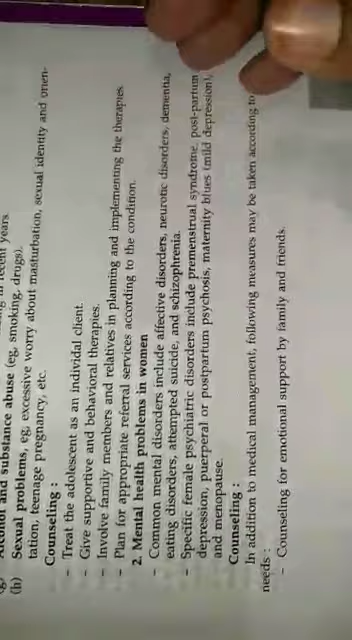 Alcohol and substance abuse (eg, smoking, drugs).
(h) Sexual problems, eg, excessive worry about masturbation, sexual identity and orien-
tation, teenage pregnancy, etc.
Counseling :
– Treat the adolescent as an individual client.
– Give supportive and behavioral therapies.
– Involve family members and relatives in planning and implementing the therapies.
– Plan for appropriate referral services according to the condition.
2. Mental health problems in women
– Common mental disorders include affective disorders, neurotic disorders, dementia,
eating disorders, attempted suicide, and schizophrenia.
– Specific female psychiatric disorders include premenstrual syndrome, post-partum
depression, puerperal or postpartum psychosis, maternity blues (mild depression),
and menopause.
Counseling :
In addition to medical management, following measures may be taken according to
needs :
– Counseling for emotional support by family and friends.